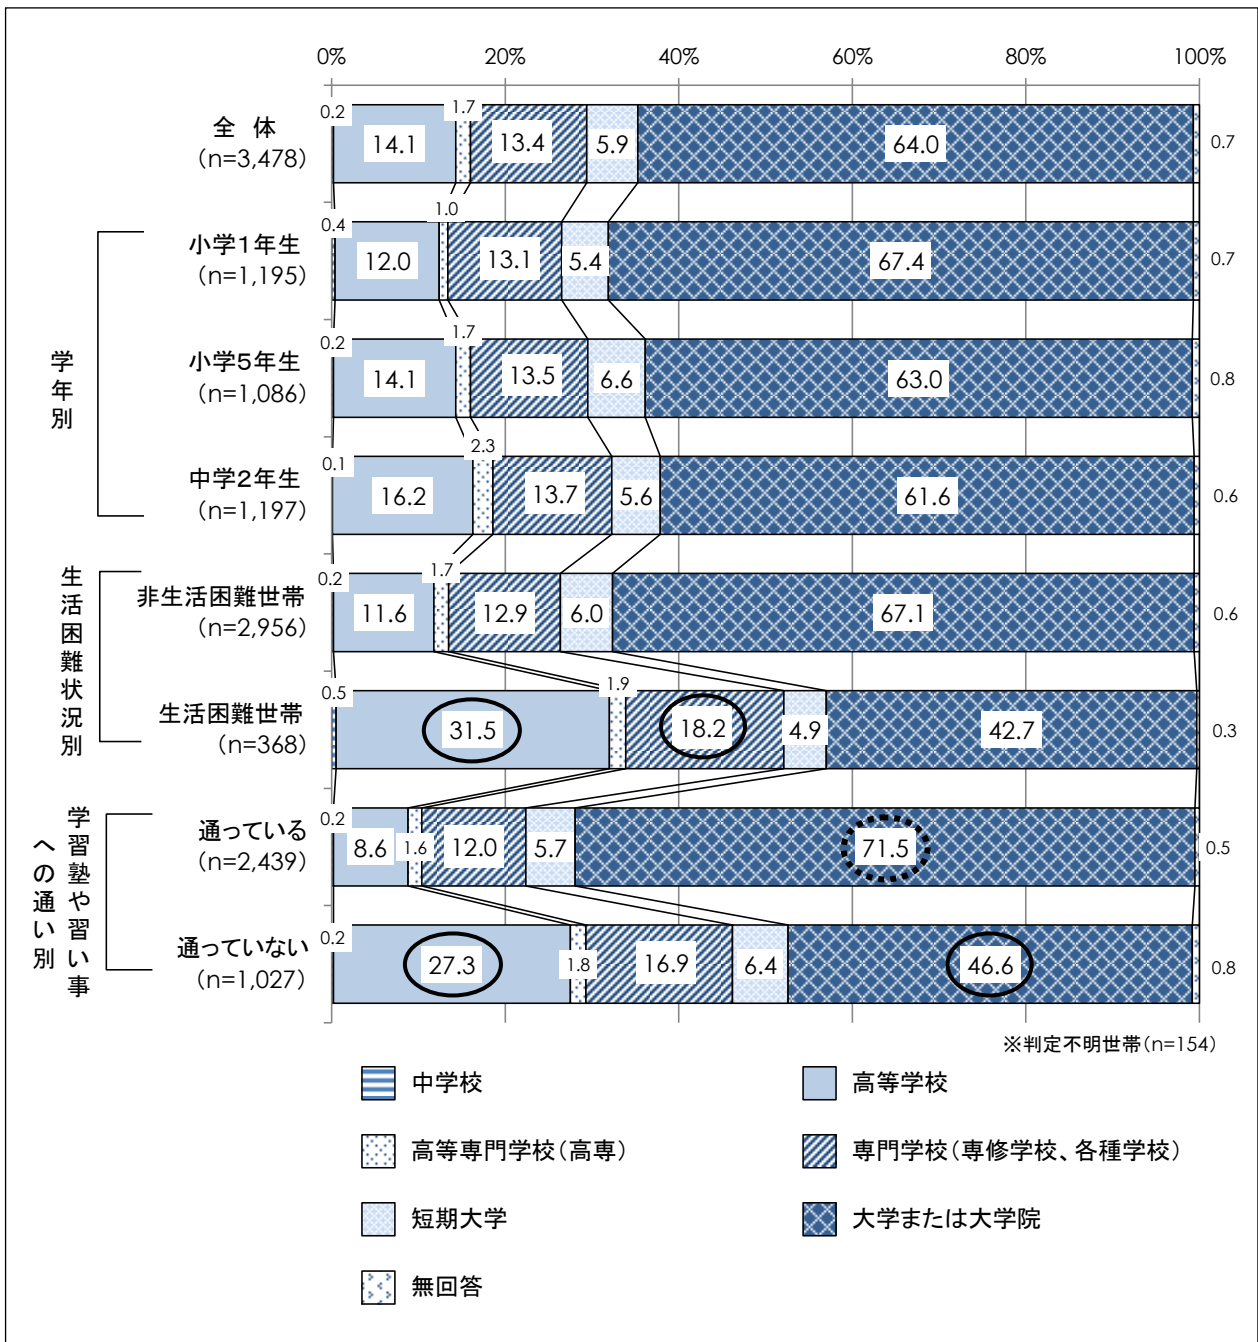 0% 20% 40% 60% 80% 100%
全 体
(n=3,478)
0.2 14.1 1.7 13.4 5.9 64.0 0.7
学年別
小学1年生
(n=1,195)
0.4 12.0 1.0 13.1 5.4 67.4 0.7
小学5年生
(n=1,086)
0.2 14.1 1.7 13.5 6.6 63.0 0.8
中学2年生
(n=1,197)
0.1 16.2 2.3 13.7 5.6 61.6 0.6
生活困難状況別
非生活困難世帯
(n=2,956)
0.2 11.6 1.7 12.9 6.0 67.1 0.6
生活困難世帯
(n=368)
0.5 31.5 1.9 18.2 4.9 42.7 0.3
学習塾や習い事
への通い別
通っている
(n=2,439)
0.2 8.6 1.6 12.0 5.7 71.5 0.5
通っていない
(n=1,027)
0.2 27.3 1.8 16.9 6.4 46.6 0.8
※判定不明世帯(n=154)
中学校
高等学校
高等専門学校(高専)
専門学校(専修学校、各種学校)
短期大学
大学または大学院
無回答